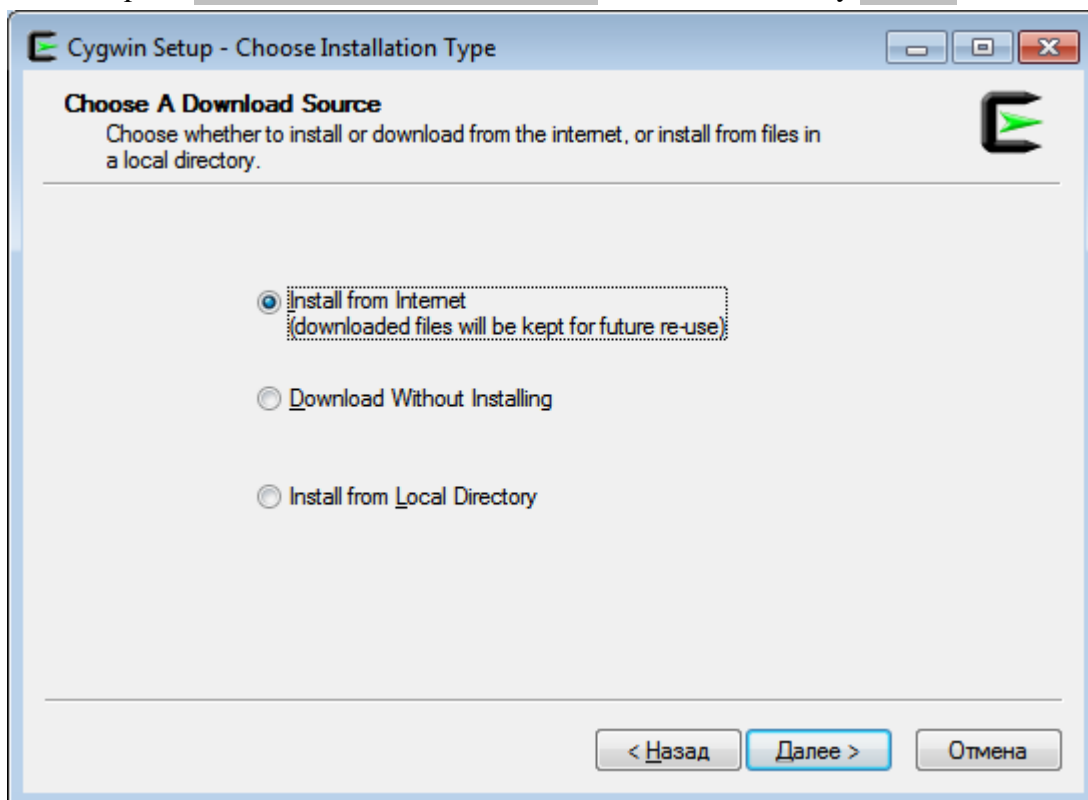 Cygwin Setup - Choose Installation Type
Choose A Download Source
Choose whether to install or download from the internet, or install from files in
a local directory.
Install from Internet
(downloaded files will be kept for future re-use)
Download Without Installing
Install from Local Directory
< Назад
Далее >
Отмена